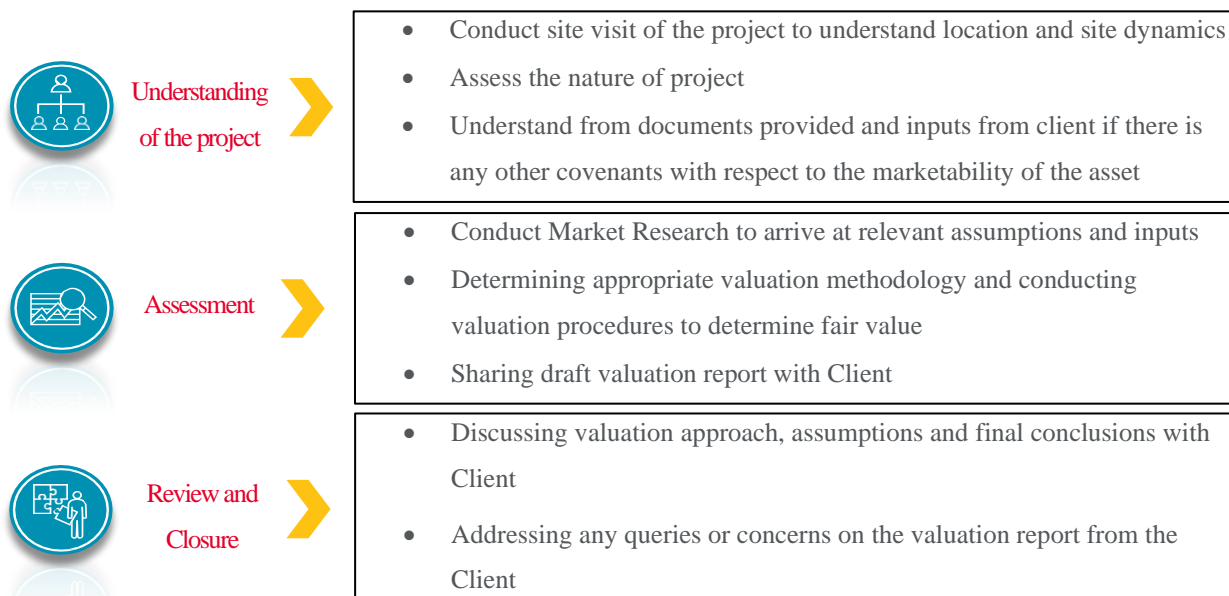 Understanding
of the project
• Conduct site visit of the project to understand location and site dynamics
• Assess the nature of project
• Understand from documents provided and inputs from client if there is
any other covenants with respect to the marketability of the asset
Assessment
• Conduct Market Research to arrive at relevant assumptions and inputs
• Determining appropriate valuation methodology and conducting
valuation procedures to determine fair value
• Sharing draft valuation report with Client
Review and
Closure
• Discussing valuation approach, assumptions and final conclusions with
Client
• Addressing any queries or concerns on the valuation report from the
Client